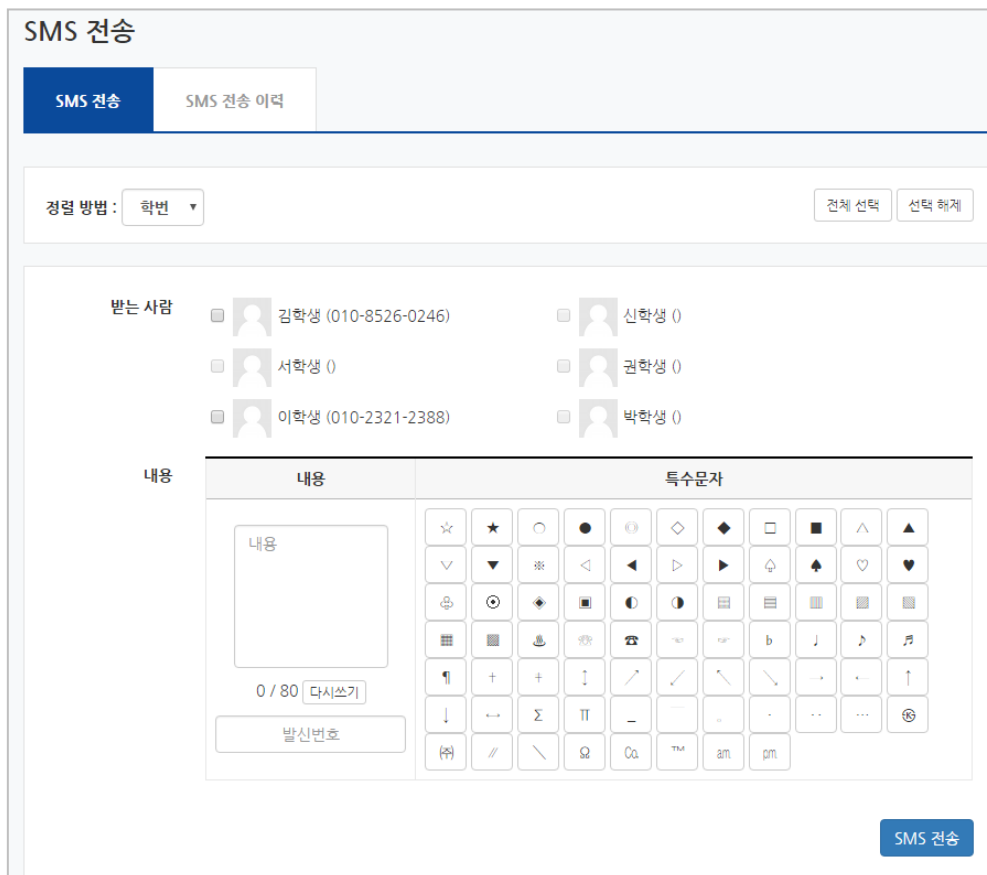 SMS 전송
SMS 전송 SMS 전송 이력
정렬 방법 : 학번 ▼ 전체 선택 선택 해제
받는 사람 김학생 (010-8526-0246) 신학생 ()
서학생 () 권학생 ()
이학생 (010-2321-2388) 박학생 ()
내용 내용 특수문자
내용
☆ ★ ○ ● ◎ ◇ ◆ □ ■ △ ▲
▽ ▼ ※ ◁ ◀ ▷ ▶ ♤ ♠ ♡ ♥
♧ ⊙ ◈ ▣ ◐ ◑ ▤ ▥ ▨ ▧
▦ ▩ ♨ ☏ ☎ ☜ ☞ ♭ ♩ ♪ ♬
¶ † ‡ ↕ ↗ ↙ ↖ ↘ → ← ↑
↓ ↔ ∑ ∏ _ · ‥ … ㉿
㈜ ∥ \ Ω ㏇ ™ ㏂ ㏘
0 / 80 다시쓰기
발신번호
SMS 전송